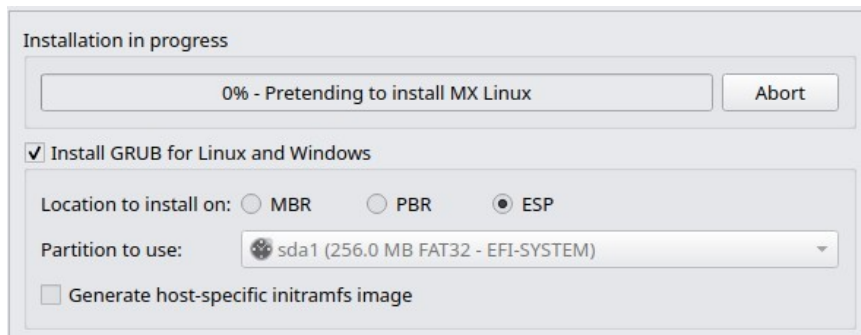 Installation in progress
0% - Pretending to install MX Linux
Abort
Install GRUB for Linux and Windows
Location to install on: MBR PBR ESP
Partition to use: sda1 (256.0 MB FAT32 - EFI-SYSTEM)
Generate host-specific initramfs image